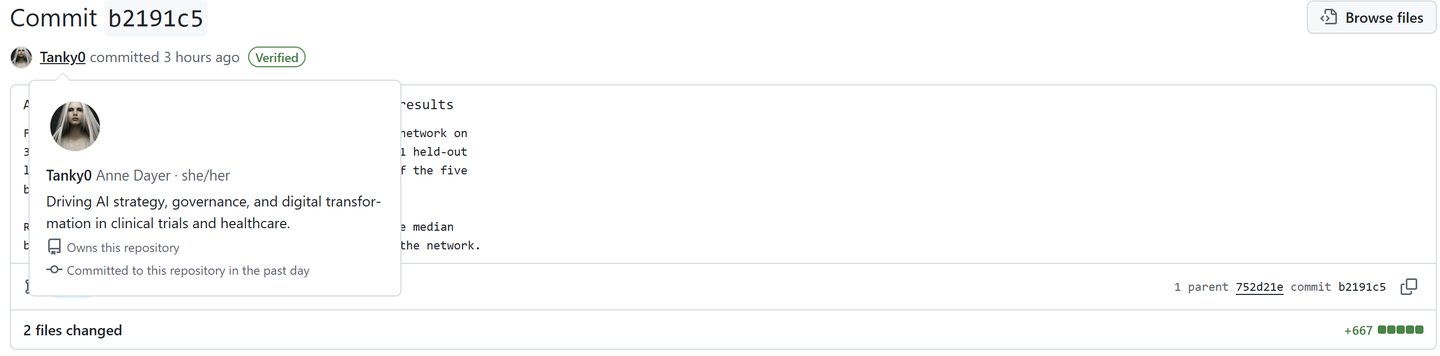 Commit b2191c5
Browse files
Tanky0 committed 3 hours ago Verified
results
network on
held-out
f the five
median
the network.
Tanky0 Anne Dayer · she/her
Driving AI strategy, governance, and digital transfor-
mation in clinical trials and healthcare.
Owns this repository
Committed to this repository in the past day
1 parent 752d21e commit b2191c5
2 files changed
+667